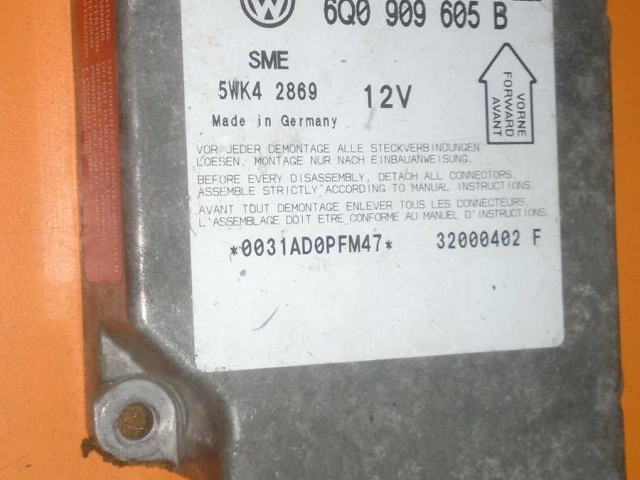 6Q0 909 605 B
SME
5WK4 2869 12V
Made in Germany
VORNE
FORWARD
AVANT
VOR JEDER DEMONTAGE ALLE STECKVERBINDUNGEN
LOESEN. MONTAGE NUR NACH EINBAUANWEISUNG.
BEFORE EVERY DISASSEMBLY, DETACH ALL CONNECTORS.
ASSEMBLE STRICTLY ACCORDING TO MANUAL INSTRUCTIONS.
AVANT TOUT DEMONTAGE ENLEVER TOUS LES CONNECTEURS.
L'ASSEMBLAGE DOIT ETRE CONFORME AU MANUEL D'INSTRUCTIONS.
*0031AD0PFM47* 32000402 F